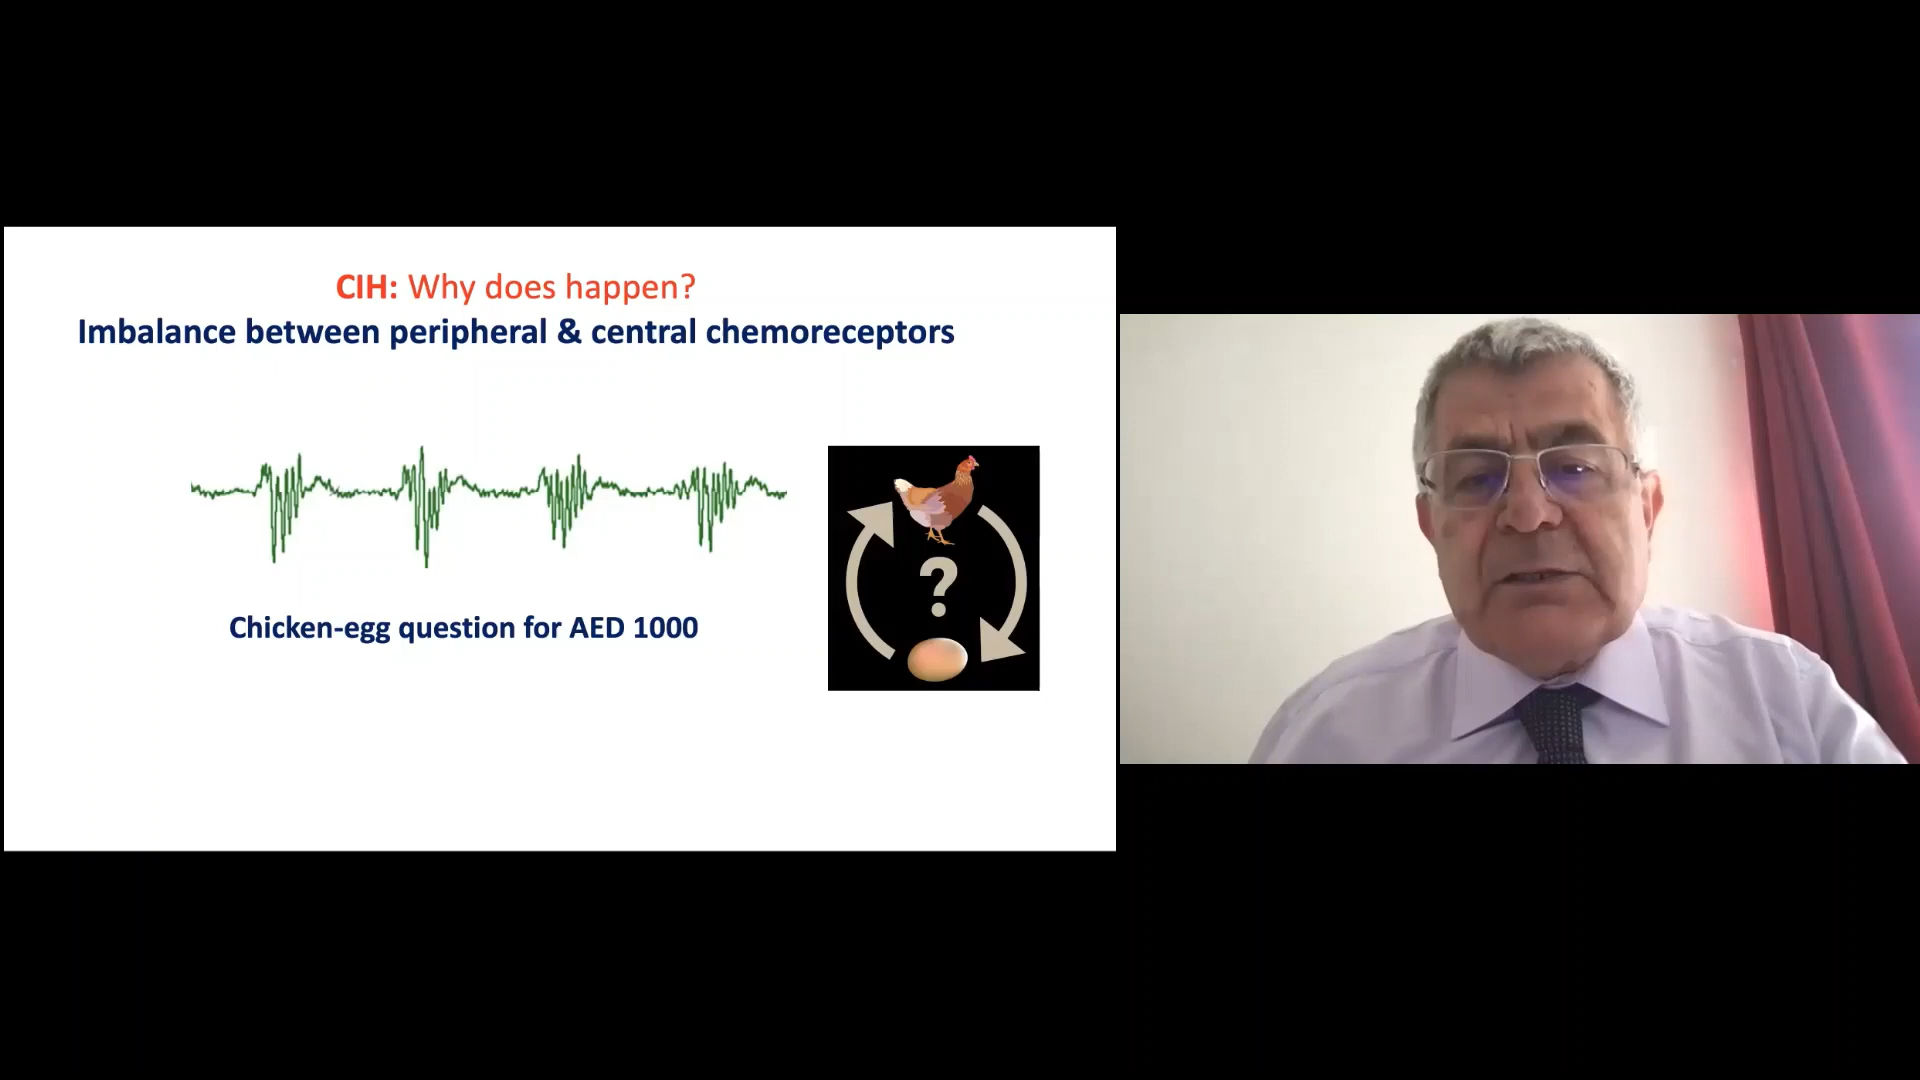 CIH: Why does happen?
Imbalance between peripheral & central chemoreceptors
?
Chicken-egg question for AED 1000